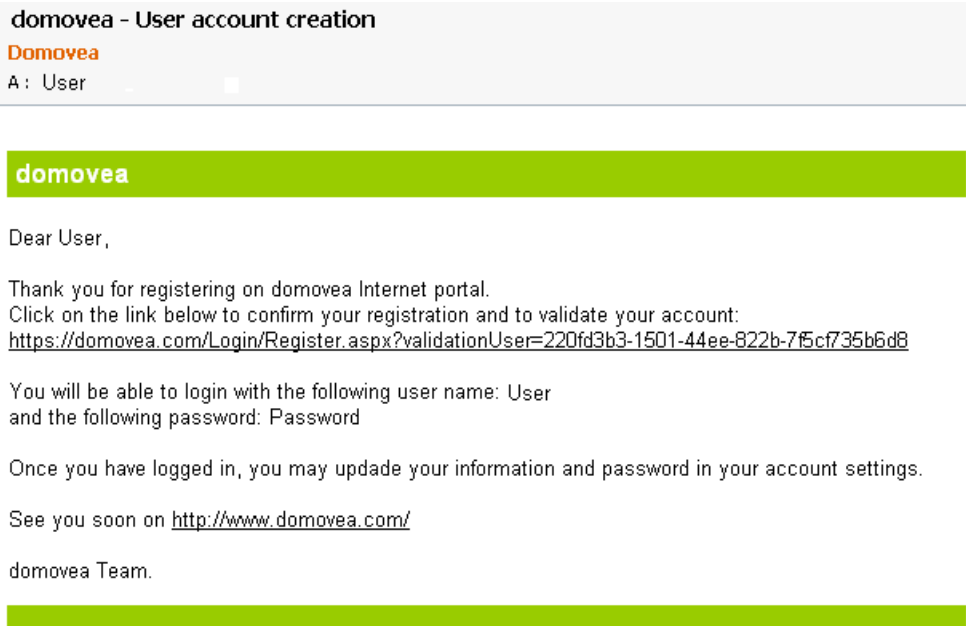 domovea - User account creation
Domovea
A: User
domovea
Dear User,
Thank you for registering on domovea Internet portal.
Click on the link below to confirm your registration and to validate your account:
https://domovea.com/Login/Register.aspx?validationUser=220fd3b3-1501-44ee-822b-7f5cf735b6d8
You will be able to login with the following user name: User
and the following password: Password
Once you have logged in, you may updade your information and password in your account settings.
See you soon on http://www.domovea.com/
domovea Team.